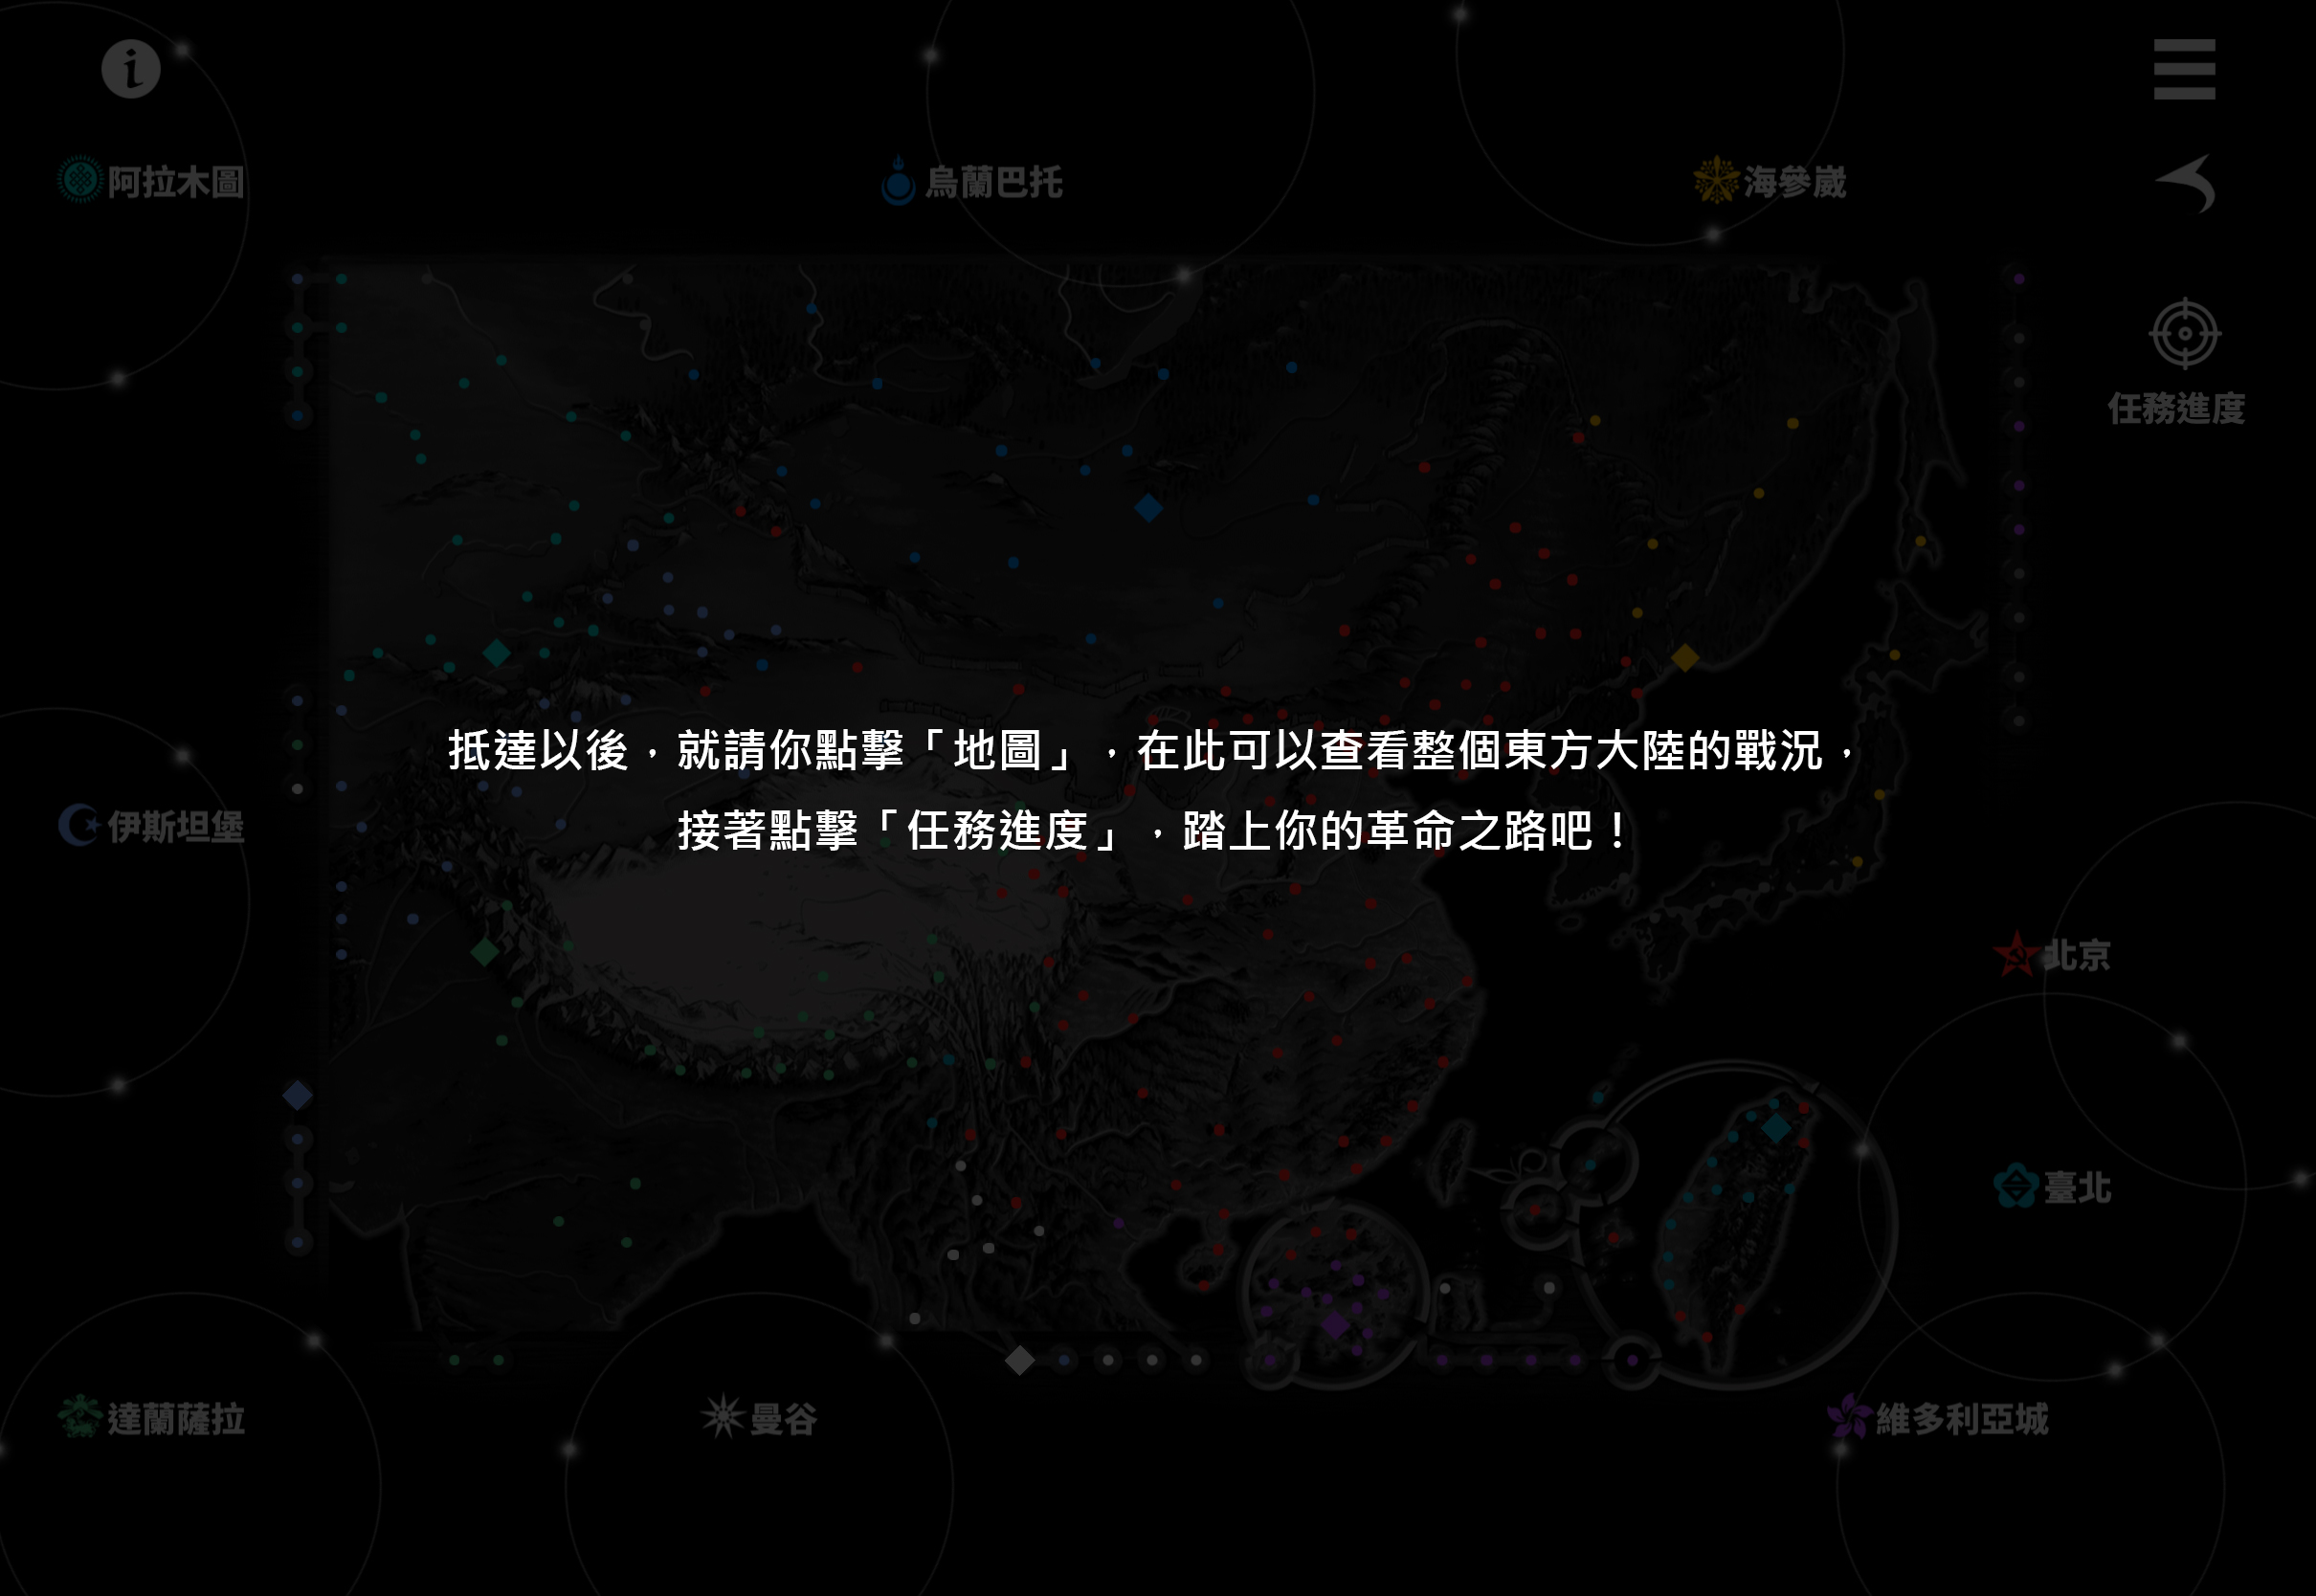 阿拉木圖
烏蘭巴托
海參崴
任務進度
抵達以後，就請你點擊「地圖」，在此可以查看整個東方大陸的戰況，
接著點擊「任務進度」，踏上你的革命之路吧！
伊斯坦堡
北京
臺北
達蘭薩拉
曼谷
維多利亞城